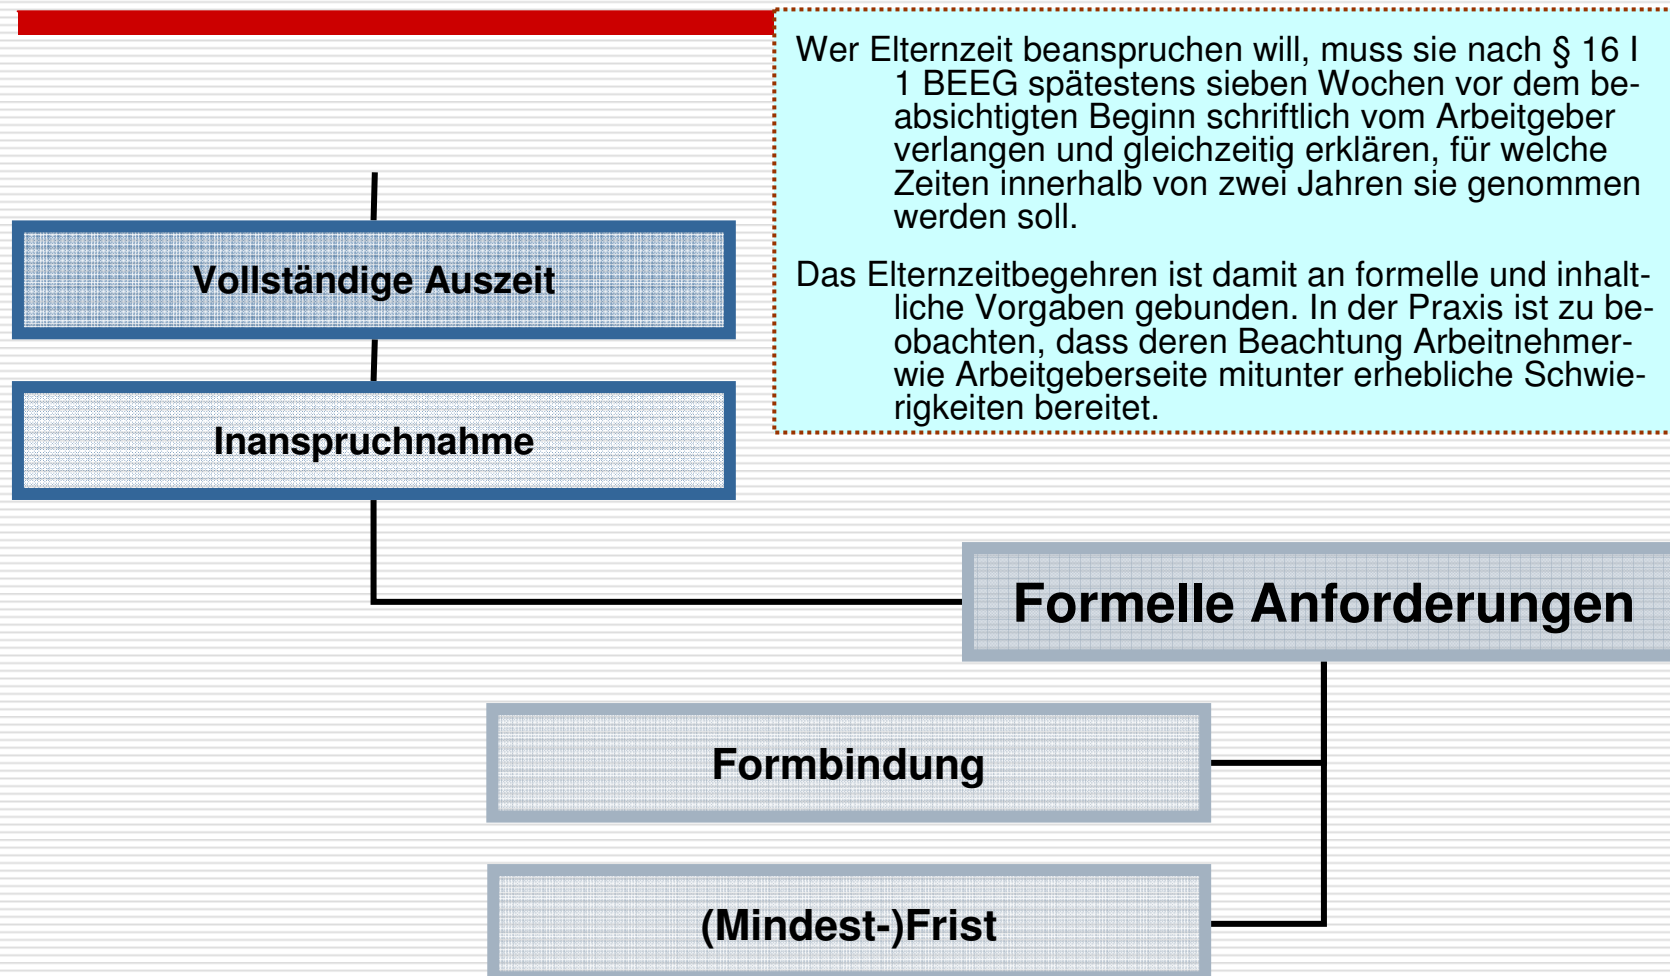 Wer Elternzeit beanspruchen will, muss sie nach § 16 I
1 BEEG spätestens sieben Wochen vor dem be-
absichtigten Beginn schriftlich vom Arbeitgeber
verlangen und gleichzeitig erklären, für welche
Zeiten innerhalb von zwei Jahren sie genommen
werden soll.
Das Elternzeitbegehren ist damit an formelle und inhalt-
liche Vorgaben gebunden. In der Praxis ist zu be-
obachten, dass deren Beachtung Arbeitnehmer-
wie Arbeitgeberseite mitunter erhebliche Schwie-
rigkeiten bereitet.
Vollständige Auszeit
Inanspruchnahme
Formelle Anforderungen
Formbindung
(Mindest-)Frist